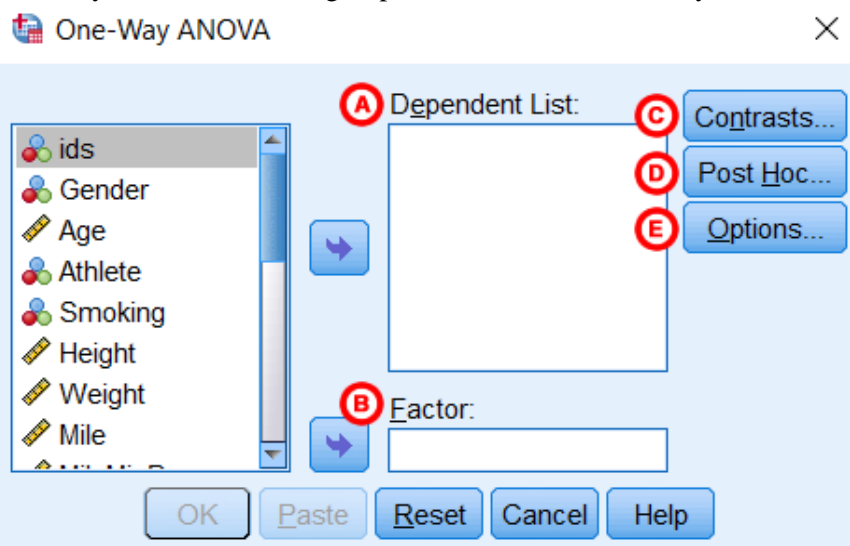 One-Way ANOVA
A Dependent List:
C Contrasts...
ids
D Post Hoc...
Gender
E Options...
Age
Athlete
Smoking
Height
Weight
B Factor:
Mile
OK Paste Reset Cancel Help